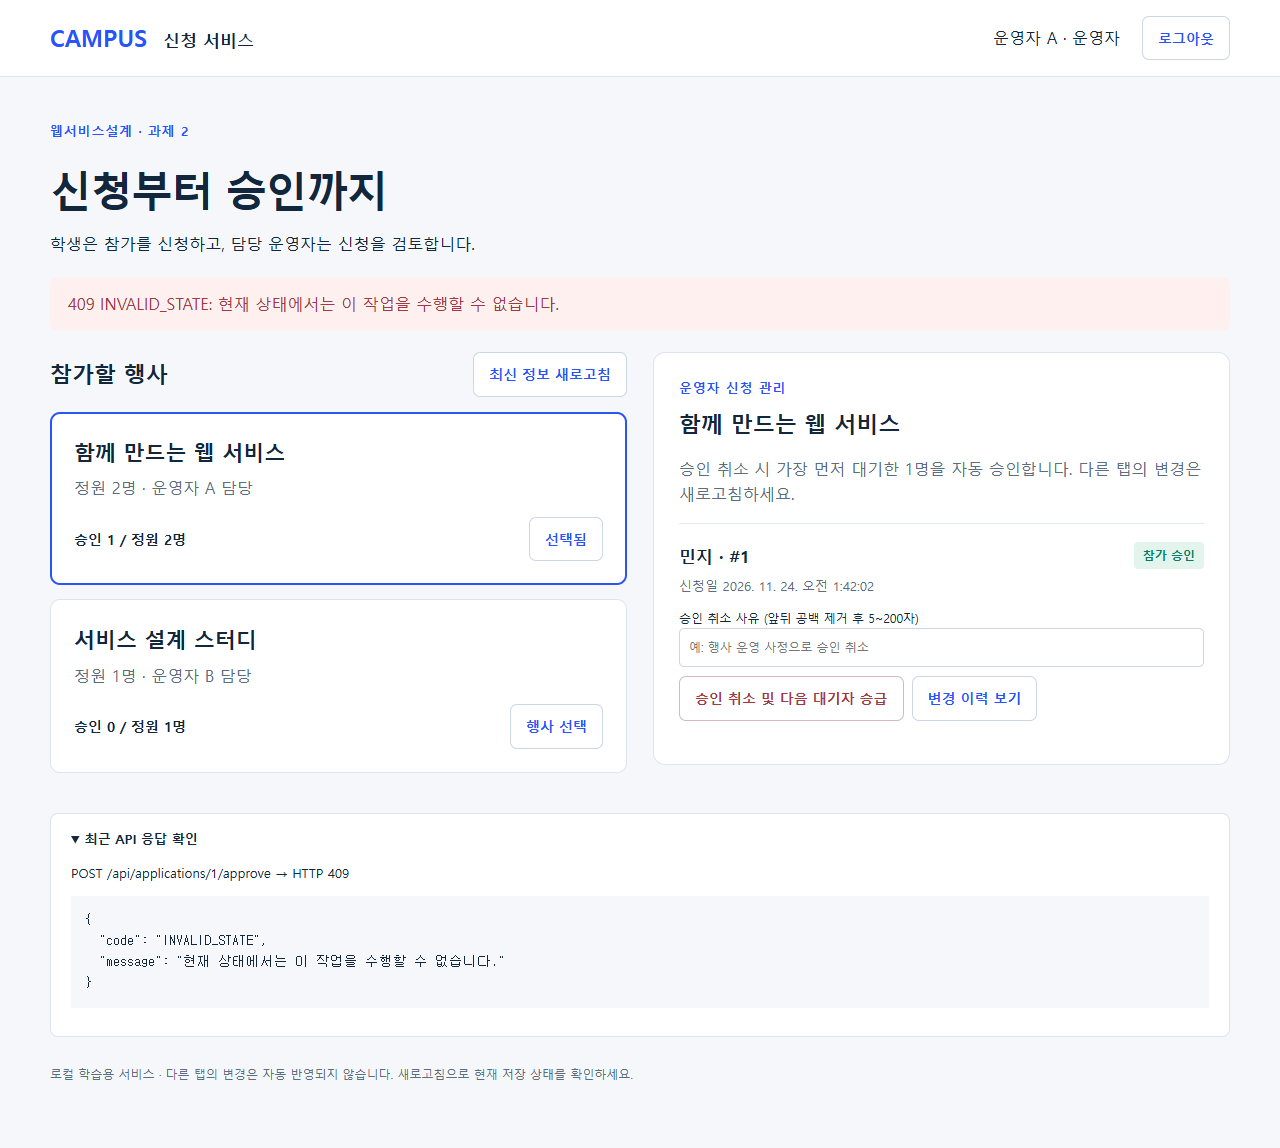 CAMPUS 신청 서비스
운영자 A · 운영자
로그아웃
웹서비스설계 · 과제 2
신청부터 승인까지
학생은 참가를 신청하고, 담당 운영자는 신청을 검토합니다.
409 INVALID_STATE: 현재 상태에서는 이 작업을 수행할 수 없습니다.
참가할 행사
최신 정보 새로고침
함께 만드는 웹 서비스
정원 2명 · 운영자 A 담당
승인 1 / 정원 2명
선택됨
서비스 설계 스터디
정원 1명 · 운영자 B 담당
승인 0 / 정원 1명
행사 선택
운영자 신청 관리
함께 만드는 웹 서비스
승인 취소 시 가장 먼저 대기한 1명을 자동 승인합니다. 다른 탭의 변경은
새로고침하세요.
민지 · #1
참가 승인
신청일 2026. 11. 24. 오전 1:42:02
승인 취소 사유 (앞뒤 공백 제거 후 5~200자)
예: 행사 운영 사정으로 승인 취소
승인 취소 및 다음 대기자 승급
변경 이력 보기
▼ 최근 API 응답 확인
POST /api/applications/1/approve → HTTP 409
{
"code": "INVALID_STATE",
"message": "현재 상태에서는 이 작업을 수행할 수 없습니다."
}
로컬 학습용 서비스 · 다른 탭의 변경은 자동 반영되지 않습니다. 새로고침으로 현재 저장 상태를 확인하세요.